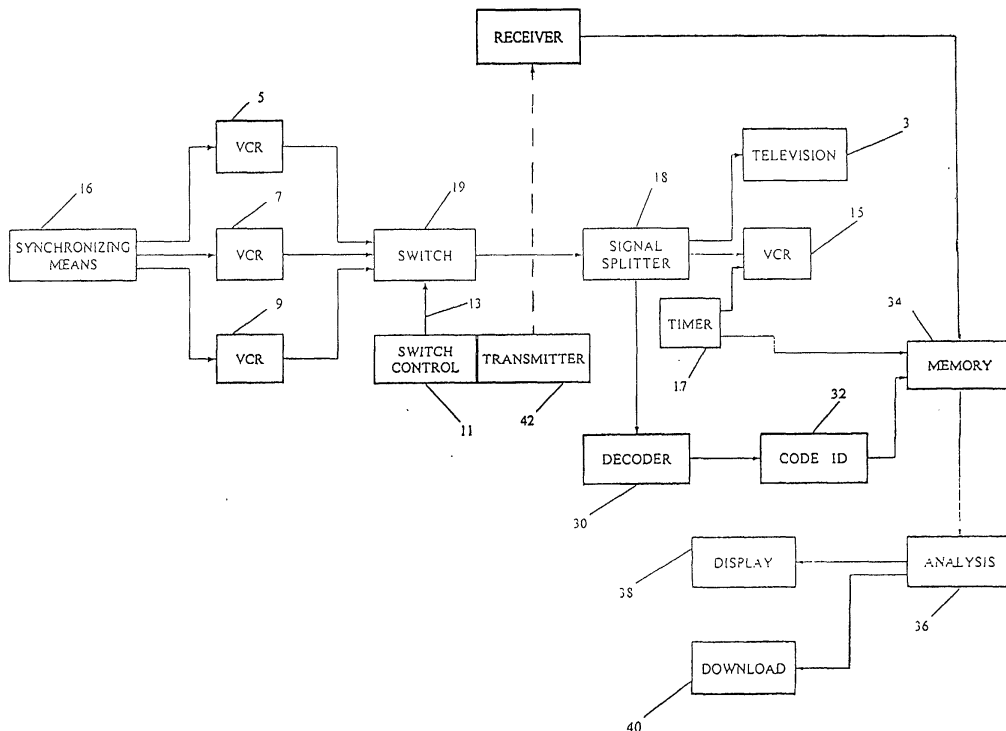 RECEIVER
5
VCR
3
TELEVISION
16
7
19
18
15
SYNCHRONIZING
MEANS
VCR
SWITCH
SIGNAL
SPLITTER
VCR
9
13
TIMER
34
VCR
SWITCH
CONTROL
TRANSMITTER
17
MEMORY
11
42
32
DECODER
CODE ID
30
DISPLAY
ANALYSIS
38
36
DOWNLOAD
40